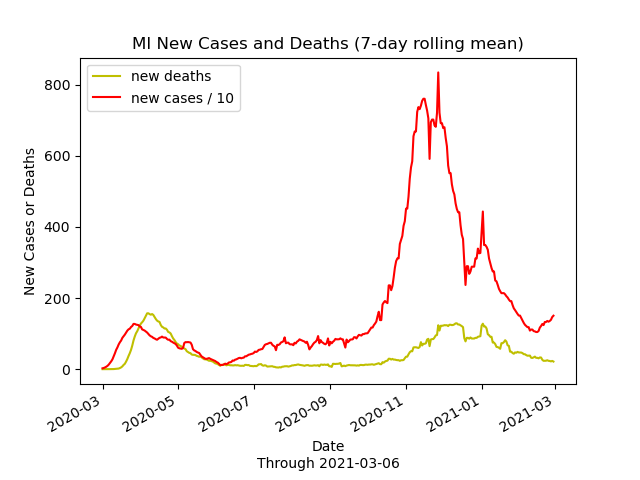 MI New Cases and Deaths (7-day rolling mean)
new deaths
new cases / 10
800
600
400
200
0
New Cases or Deaths
2020-03
2020-05
2020-07
2020-09
2020-11
2021-01
2021-03
Date
Through 2021-03-06